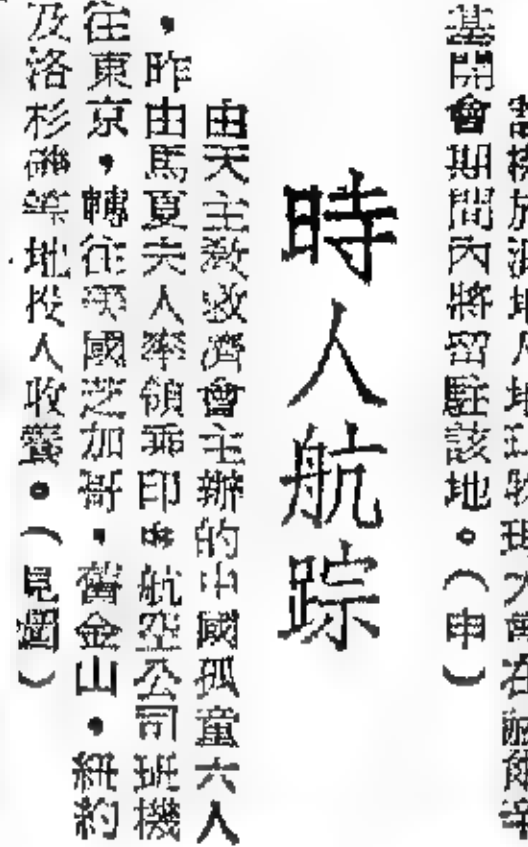 基開會期間內將留駐該地。（申）
時人航踪
由天主教救濟會主辦的中國孤童六人
，昨由馬夏夫人率領乖印度航空公司班機
往東京，轉往美國芝加哥，舊金山，紐約
及洛杉磯等地投人收養。（見圖）